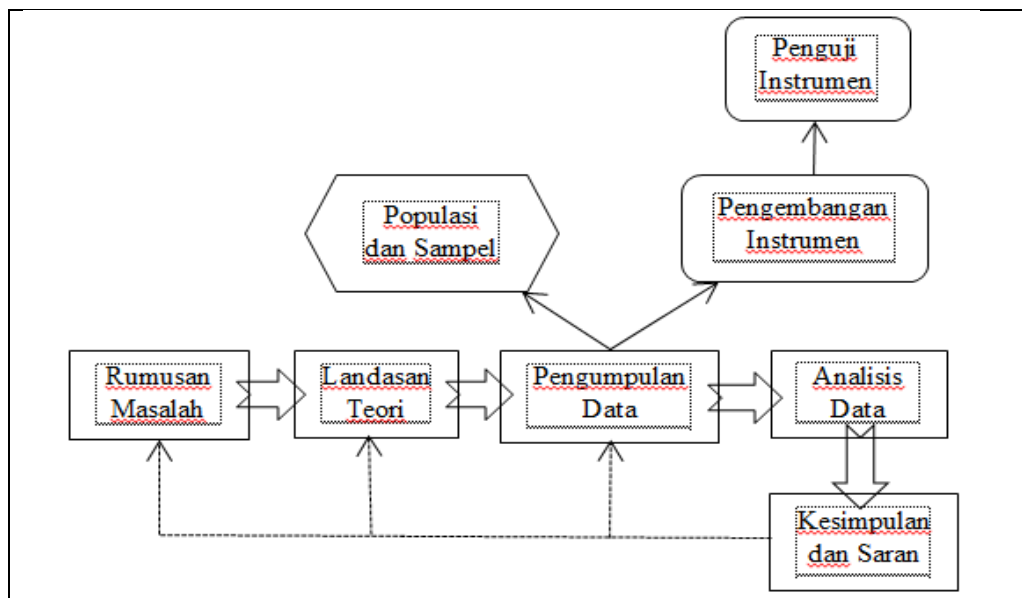 Penguji
Instrumen
Populasi
dan Sampel
Pengembangan
Instrumen
Rumusan
Masalah
Landasan
Teori
Pengumpulan
Data
Analisis
Data
Kesimpulan
dan Saran